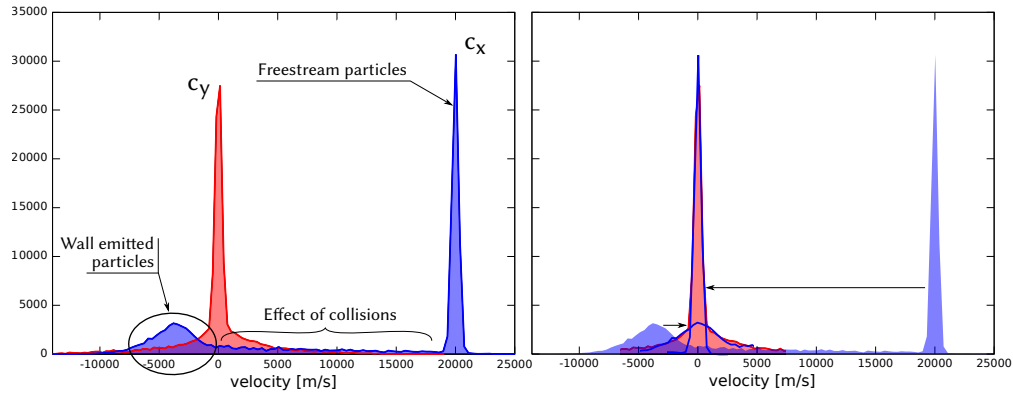 35000
30000
25000
20000
15000
10000
5000
0
c_y
c_x
Freestream particles
Wall emitted
particles
Effect of collisions
-10000 -5000 0 5000 10000 15000 20000 25000
velocity [m/s]
-10000 -5000 0 5000 10000 15000 20000 25000
velocity [m/s]